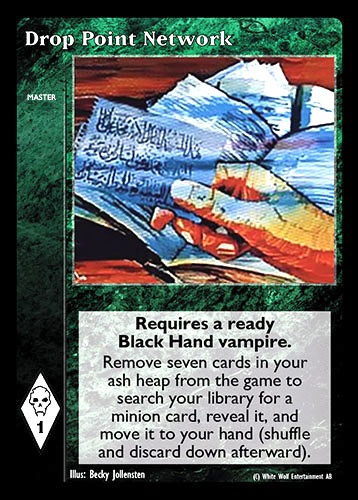 Drop Point Network
MASTER
Requires a ready
Black Hand vampire.
Remove seven cards in your
ash heap from the game to
search your library for a
minion card, reveal it, and
move it to your hand (shuffle
and discard down afterward).
1
Illus: Becky Jollensten
(C) White Wolf Entertainment AB